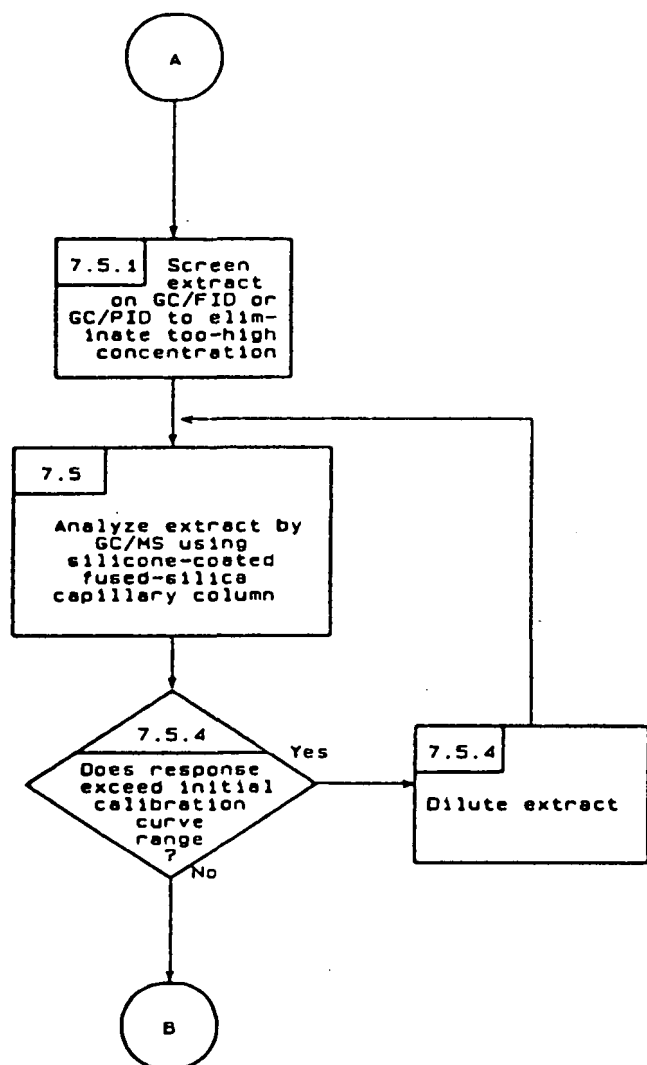 A
7.5.1 Screen
extract
on GC/FID or
GC/PID to elim-
inate too-high
concentration
7.5
Analyze extract by
GC/MS using
silicone-coated
fused-silica
capillary column
7.5.4
Does response
exceed initial
calibration
curve
range
?
Yes
No
7.5.4
Dilute extract
B